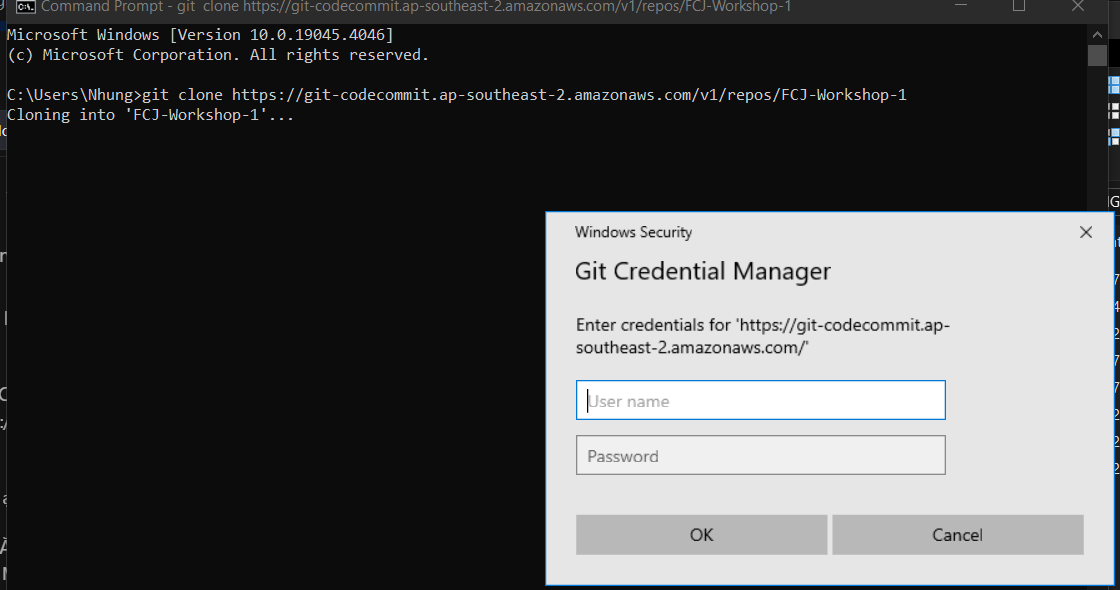 Command Prompt - git clone https://git-codecommit.ap-southeast-2.amazonaws.com/v1/repos/FCJ-Workshop-1
Microsoft Windows [Version 10.0.19045.4046]
(c) Microsoft Corporation. All rights reserved.
C:\Users\Nhung>git clone https://git-codecommit.ap-southeast-2.amazonaws.com/v1/repos/FCJ-Workshop-1
Cloning into 'FCJ-Workshop-1'...
Windows Security
Git Credential Manager
Enter credentials for 'https://git-codecommit.ap-
southeast-2.amazonaws.com/'
User name
Password
OK
Cancel